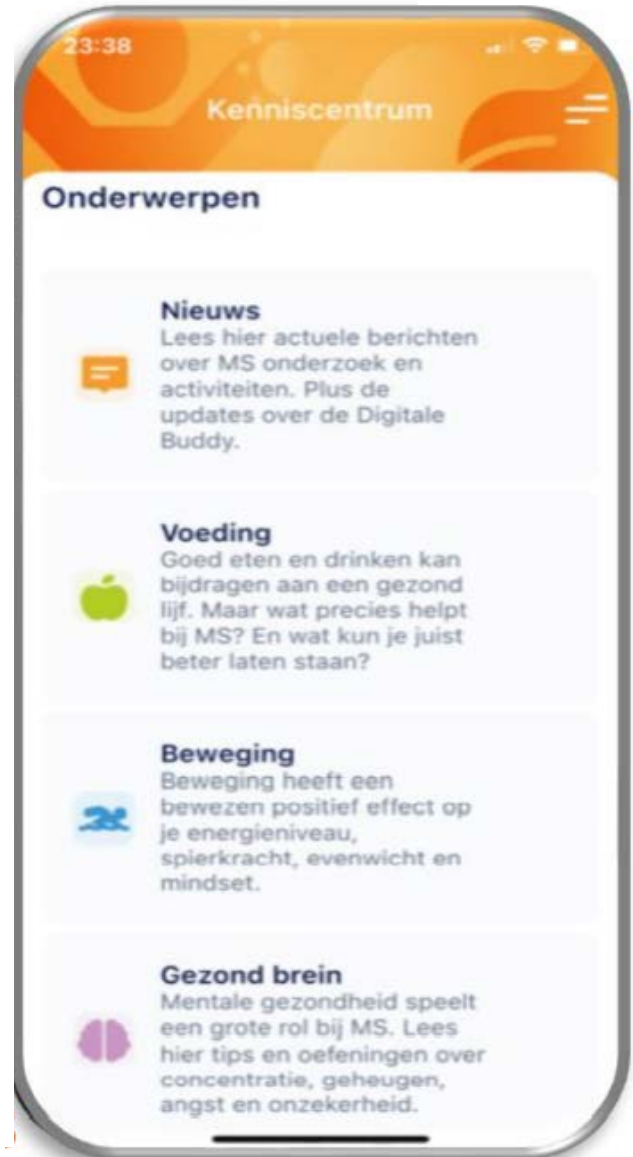 23:38
Kenniscentrum
Onderwerpen
Nieuws
Lees hier actuele berichten
over MS onderzoek en
activiteiten. Plus de
updates over de Digitale
Buddy.
Voeding
Goed eten en drinken kan
bijdragen aan een gezond
lijf. Maar wat precies helpt
bij MS? En wat kun je juist
beter laten staan?
Beweging
Beweging heeft een
bewezen positief effect op
je energieniveau,
spierkracht, evenwicht en
mindset.
Gezond brein
Mentale gezondheid speelt
een grote rol bij MS. Lees
hier tips en oefeningen over
concentratie, geheugen,
angst en onzekerheid.